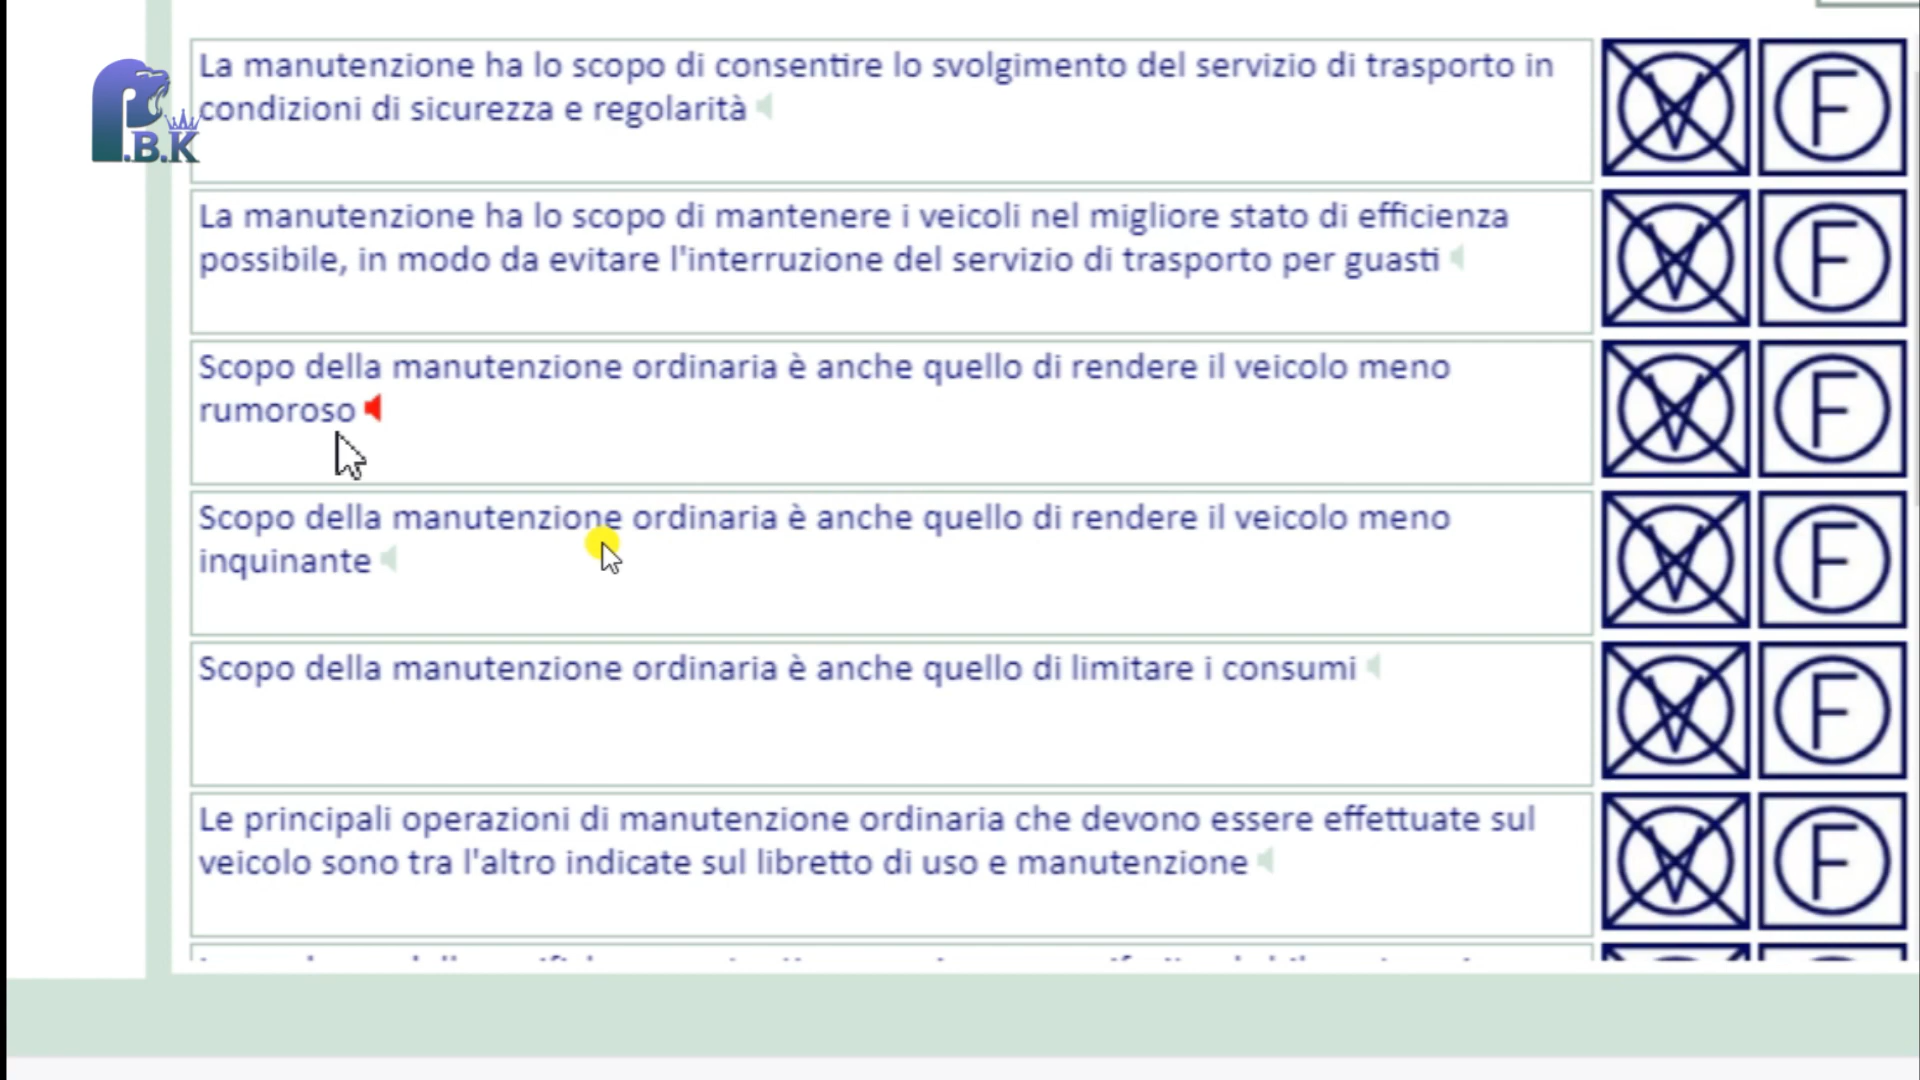 La manutenzione ha lo scopo di consentire lo svolgimento del servizio di trasporto in
condizioni di sicurezza e regolarità
V F
P.B.K
La manutenzione ha lo scopo di mantenere i veicoli nel migliore stato di efficienza
possibile, in modo da evitare l'interruzione del servizio di trasporto per guasti
V F
Scopo della manutenzione ordinaria è anche quello di rendere il veicolo meno
rumoroso
V F
Scopo della manutenzione ordinaria è anche quello di rendere il veicolo meno
inquinante
V F
Scopo della manutenzione ordinaria è anche quello di limitare i consumi
V F
Le principali operazioni di manutenzione ordinaria che devono essere effettuate sul
veicolo sono tra l'altro indicate sul libretto di uso e manutenzione
V F